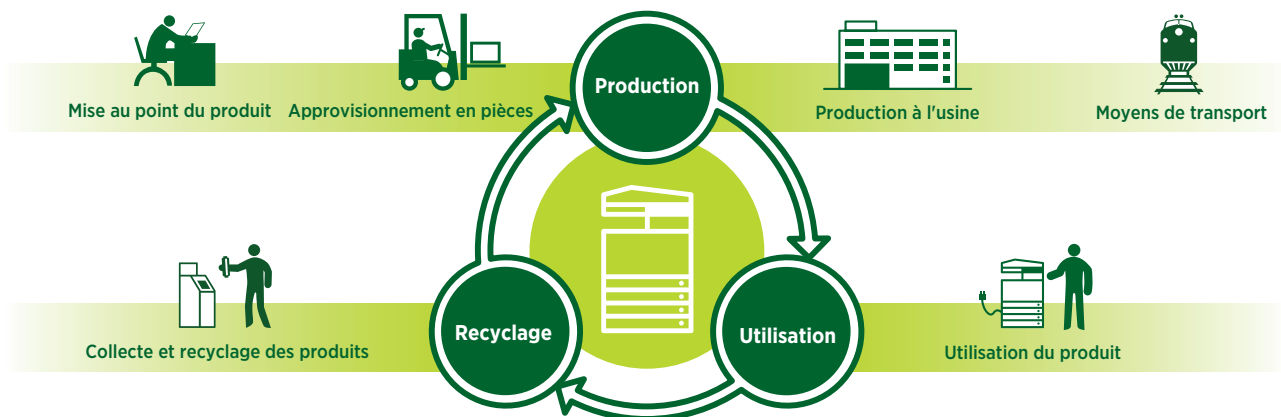 Production
Mise au point du produit
Approvisionnement en pièces
Production à l'usine
Moyens de transport
Recyclage
Utilisation
Collecte et recyclage des produits
Utilisation du produit